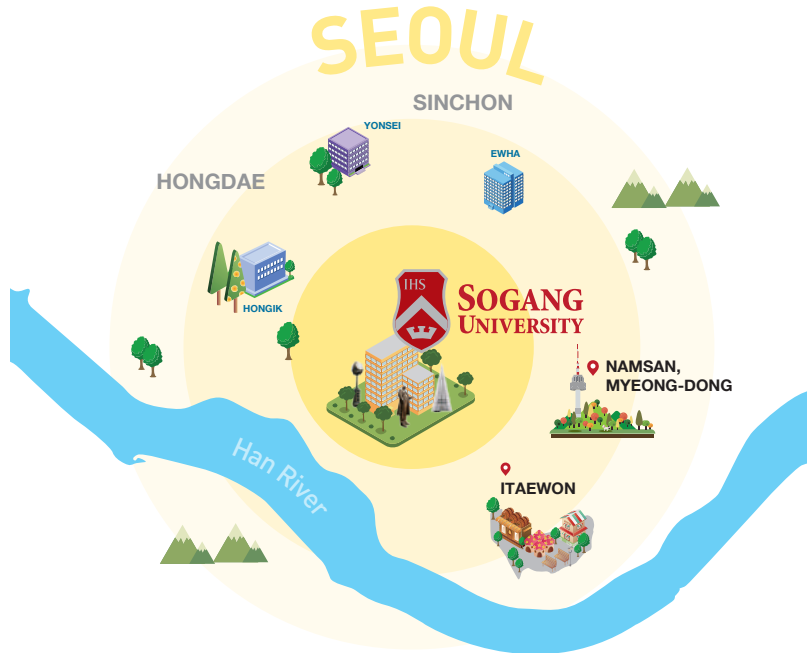 SEOUL
SINCHON
YONSEI
EWHA
HONGDAE
HONGIK
IHS
SOGANG
UNIVERSITY
NAMSAN,
MYEONG-DONG
Han River
ITAEWON